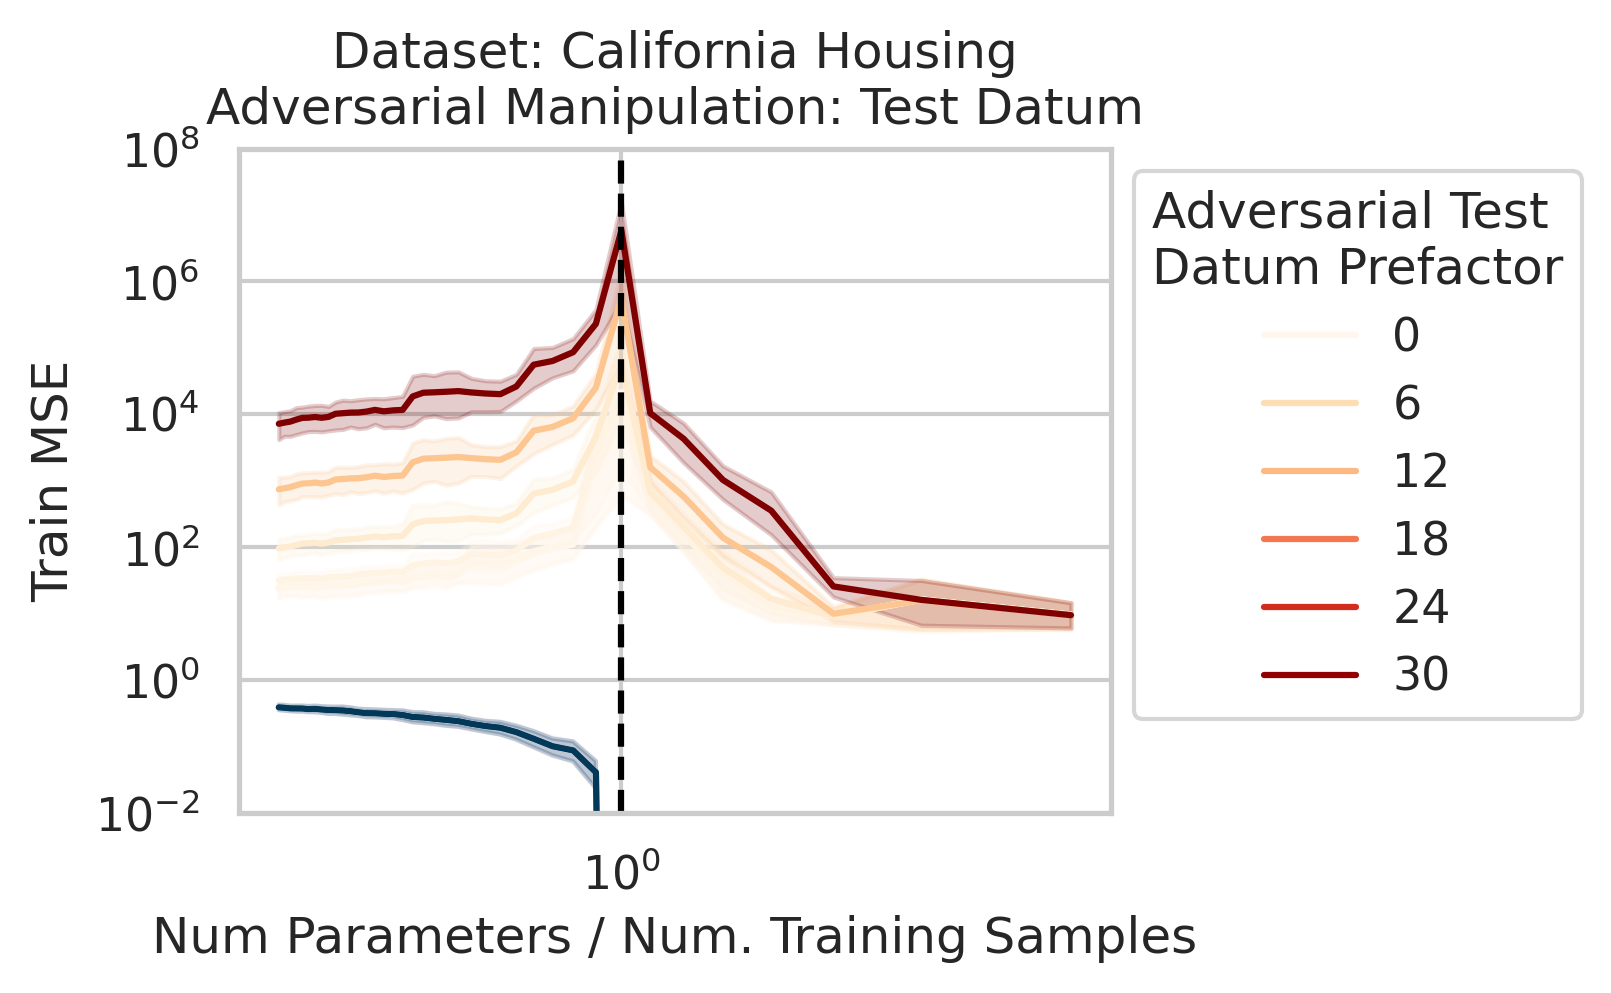 Dataset: California Housing
Adversarial Manipulation: Test Datum
10^8
10^6
10^4
10^2
10^0
10^−2
Train MSE
10^0
Num Parameters / Num. Training Samples
Adversarial Test
Datum Prefactor
0
6
12
18
24
30